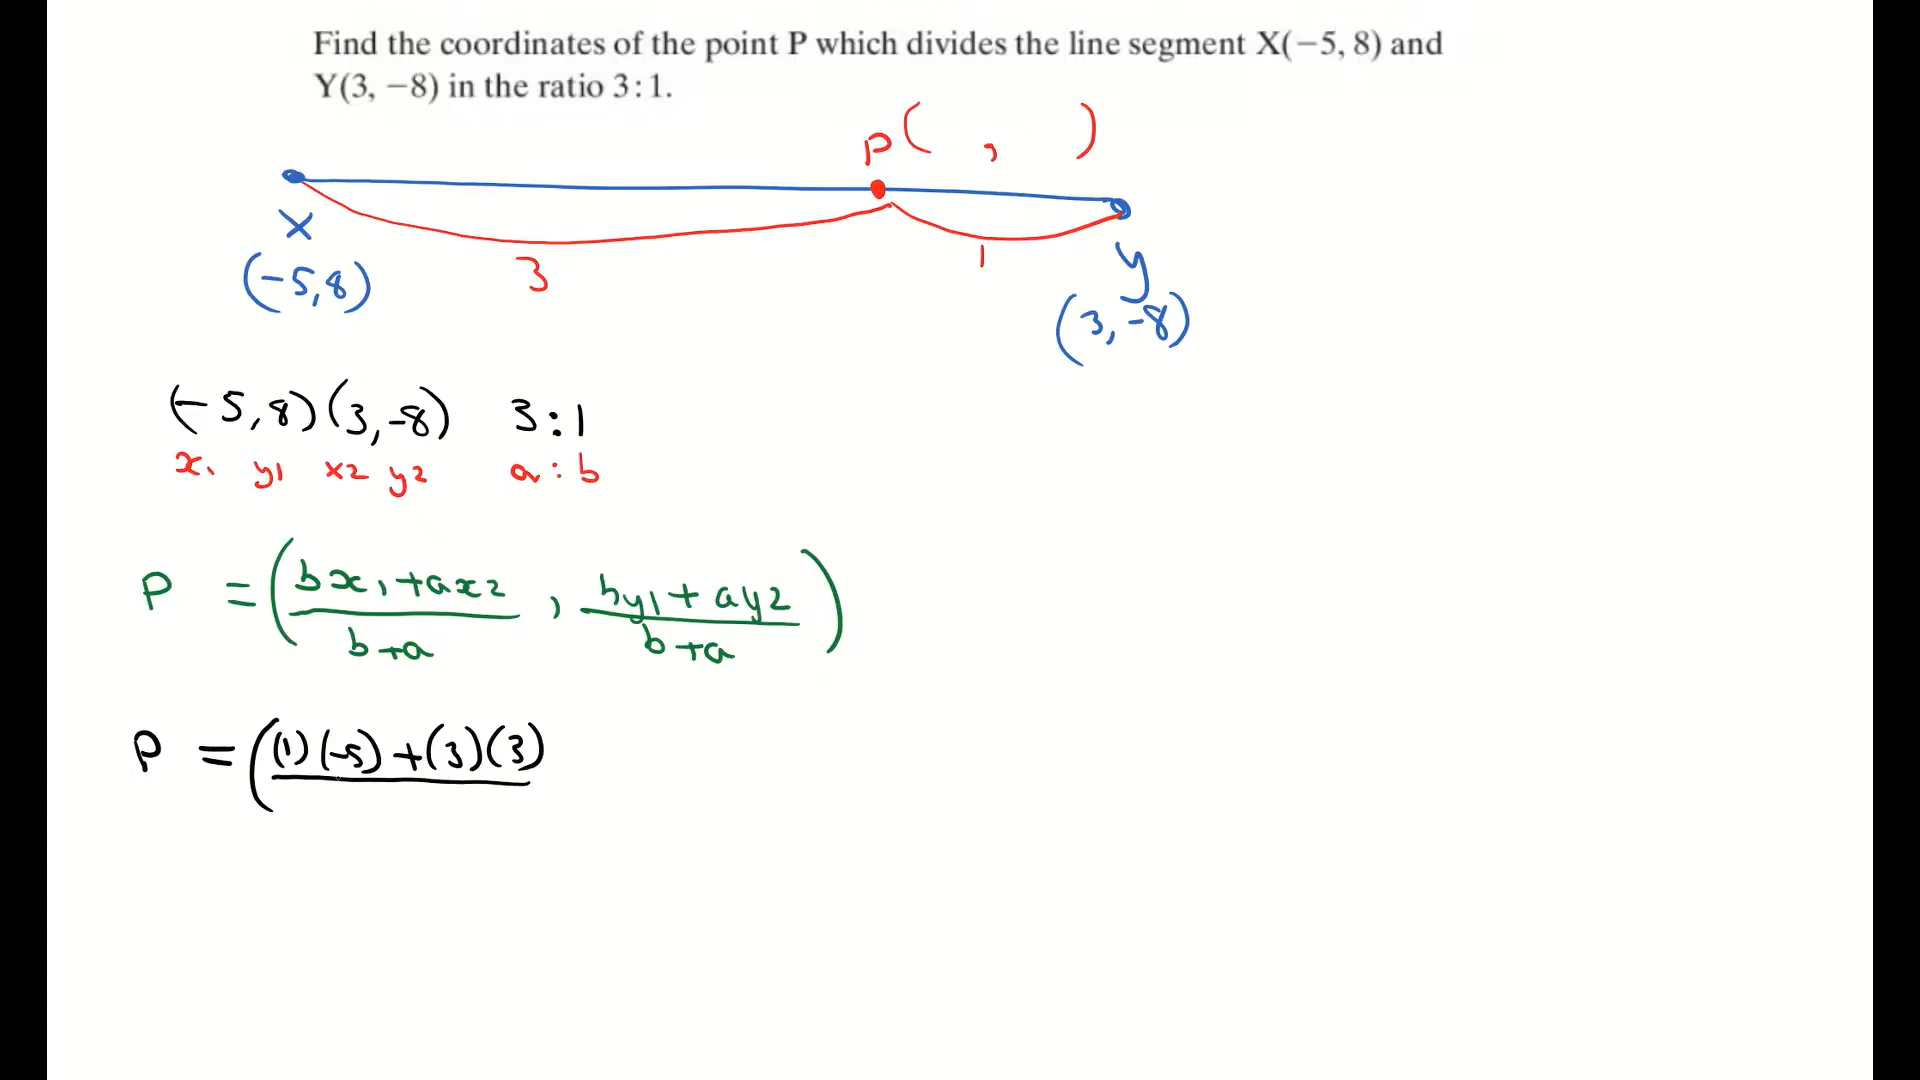 Find the coordinates of the point P which divides the line segment X(−5, 8) and
Y(3, −8) in the ratio 3 : 1.
P ( , )
X
(-5,8)
3
1
y
(3,-8)
(-5,8)(3,-8) 3:1
x1 y1 x2 y2 a : b
P = (bx1+ax2 / b+a , by1+ay2 / b+a)
P = ((1)(-5)+(3)(3)